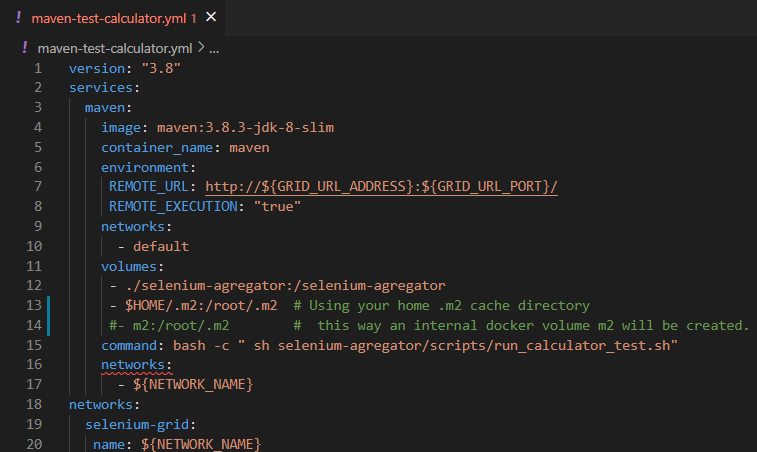 ! maven-test-calculator.yml 1 ×
! maven-test-calculator.yml > ...
1 version: "3.8"
2 services:
3 maven:
4 image: maven:3.8.3-jdk-8-slim
5 container_name: maven
6 environment:
7 REMOTE_URL: http://${GRID_URL_ADDRESS}:${GRID_URL_PORT}/
8 REMOTE_EXECUTION: "true"
9 networks:
10 - default
11 volumes:
12 - ./selenium-agregator:/selenium-agregator
13 - $HOME/.m2:/root/.m2  # Using your home .m2 cache directory
14 #- m2:/root/.m2        #  this way an internal docker volume m2 will be created.
15 command: bash -c " sh selenium-agregator/scripts/run_calculator_test.sh"
16 networks:
17 - ${NETWORK_NAME}
18 networks:
19 selenium-grid:
20 name: ${NETWORK_NAME}